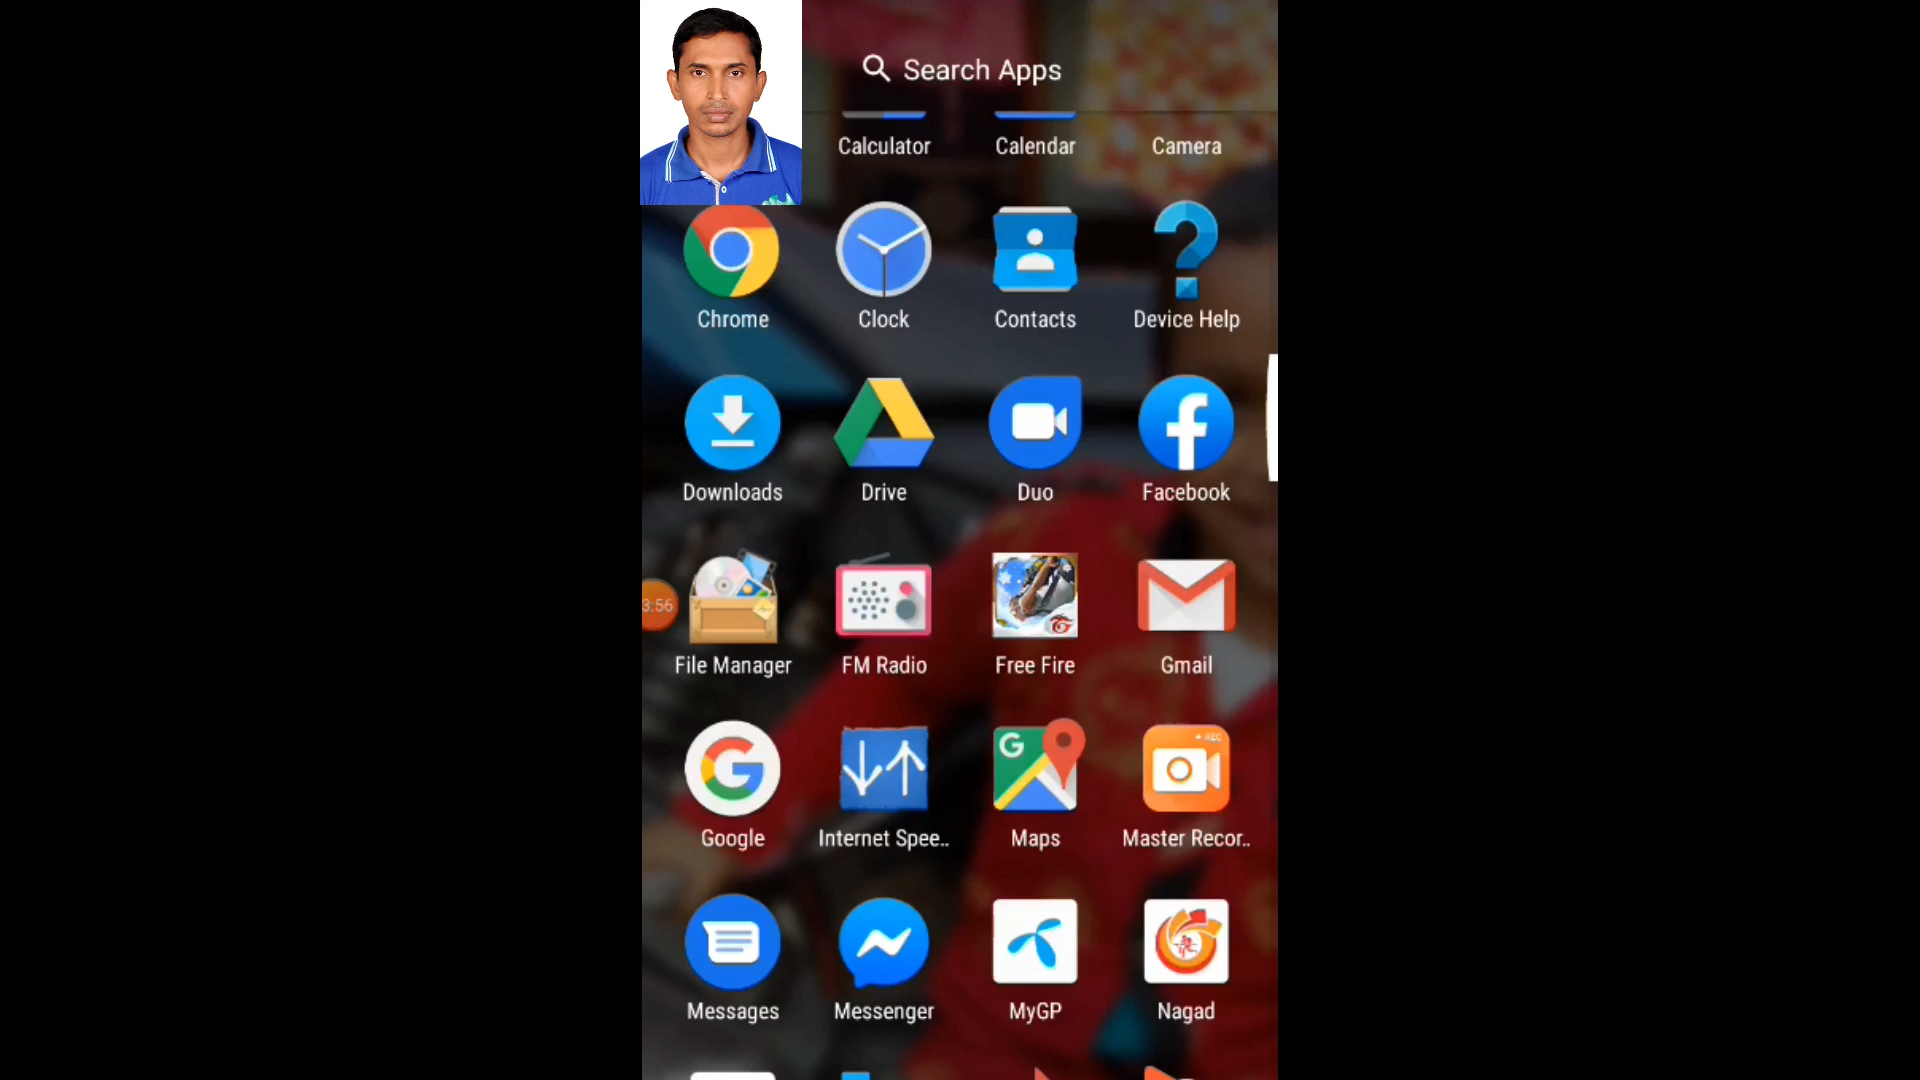 Search Apps
Calculator Calendar Camera
Chrome Clock Contacts Device Help
Downloads Drive Duo Facebook
3:56
File Manager FM Radio Free Fire Gmail
REC
Google Internet Spee.. Maps Master Recor..
Messages Messenger MyGP Nagad